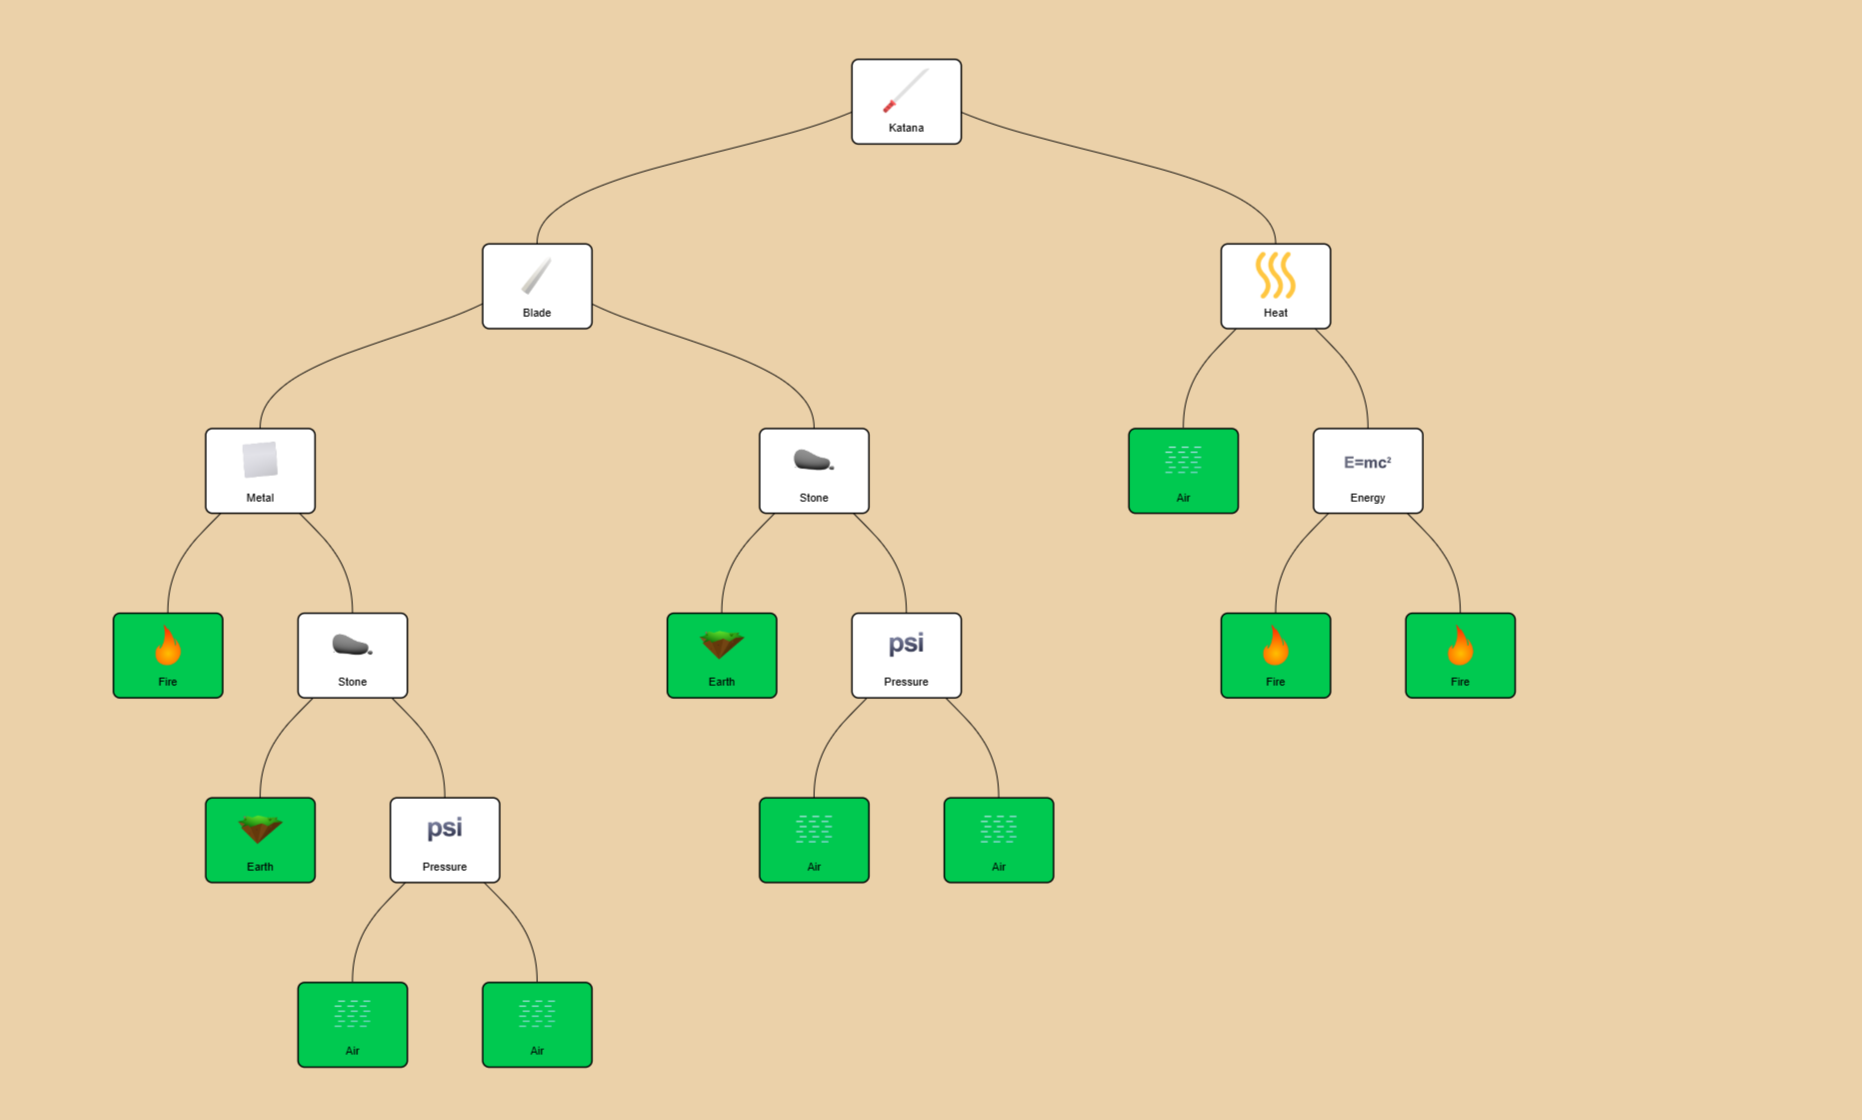 Katana
Blade
Heat
Metal
Stone
Air
E=mc²
Energy
Fire
Stone
Earth
psi
Pressure
Fire
Fire
Earth
psi
Pressure
Air
Air
Air
Air